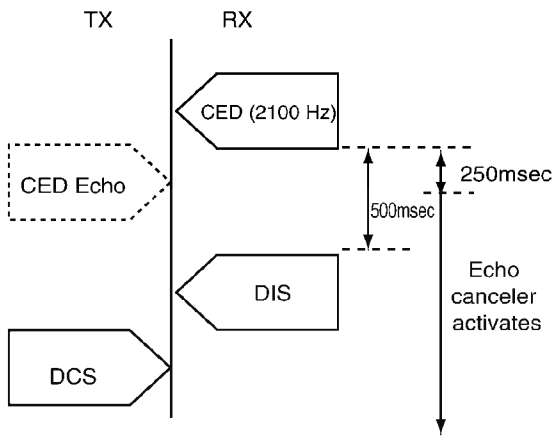 TX RX
CED (2100 Hz)
CED Echo
250msec
500msec
DIS
Echo
canceler
activates
DCS